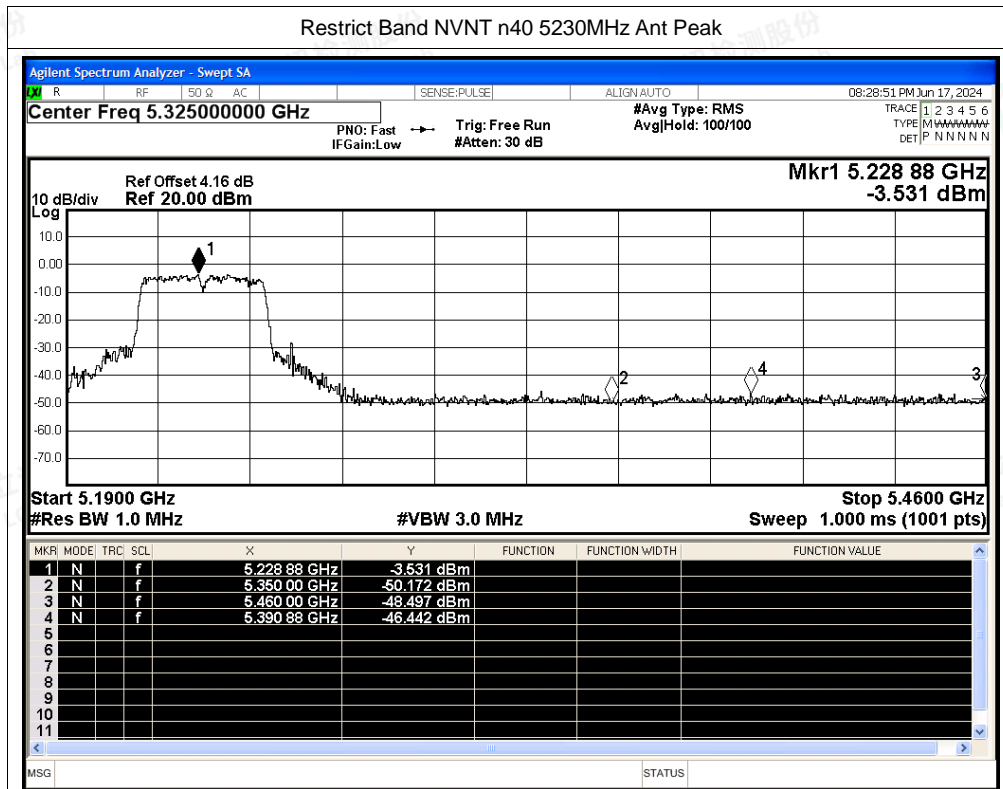 Restrict Band NVNT n40 5230MHz Ant Peak
Agilent Spectrum Analyzer - Swept SA
LXI R RF 50 Ω AC SENSE:PULSE ALIGN AUTO 08:28:51 PM Jun 17, 2024
Center Freq 5.325000000 GHz
#Avg Type: RMS
TRACE 1 2 3 4 5 6
PNO: Fast Trig: Free Run Avg|Hold: 100/100
TYPE M WWWWW
IFGain:Low #Atten: 30 dB
DET P N N N N N
Mkr1 5.228 88 GHz
Ref Offset 4.16 dB
10 dB/div Ref 20.00 dBm -3.531 dBm
Log
10.0
1
0.00
-10.0
-20.0
-30.0
-40.0
2
4
3
-50.0
-60.0
-70.0
Start 5.1900 GHz Stop 5.4600 GHz
#Res BW 1.0 MHz #VBW 3.0 MHz Sweep 1.000 ms (1001 pts)
MKR MODE TRC SCL X Y FUNCTION FUNCTION WIDTH FUNCTION VALUE
1 N f 5.228 88 GHz -3.531 dBm
2 N f 5.350 00 GHz -50.172 dBm
3 N f 5.460 00 GHz -48.497 dBm
4 N f 5.390 88 GHz -46.442 dBm
5
6
7
8
9
10
11
MSG STATUS